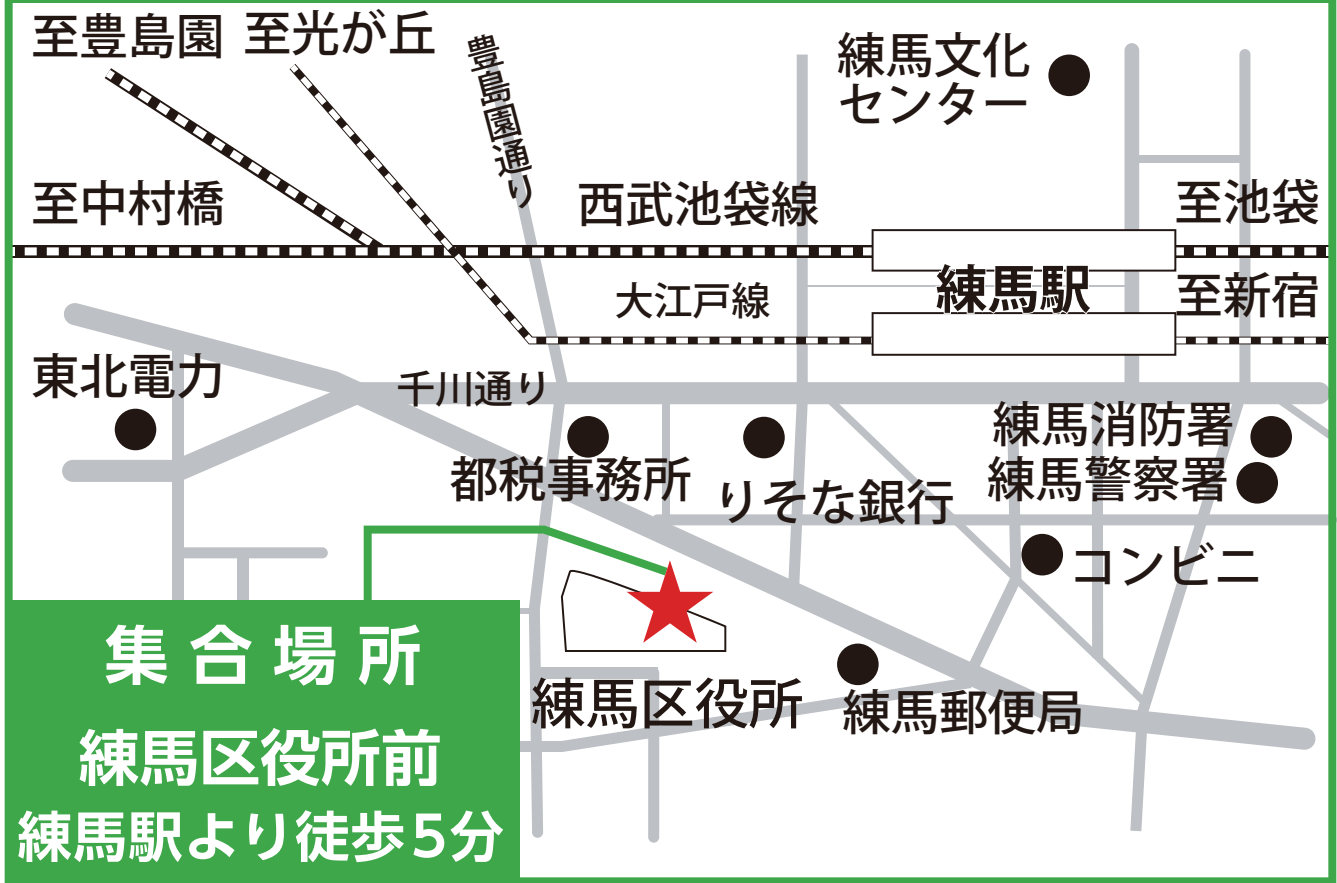 至豊島園
至光が丘
豊島園通り
練馬文化
センター
至中村橋
西武池袋線
至池袋
練馬駅
大江戸線
至新宿
東北電力
千川通り
練馬消防署
都税事務所
りそな銀行
練馬警察署
コンビニ
集合場所
練馬区役所前
練馬駅より徒歩5分
練馬区役所
練馬郵便局